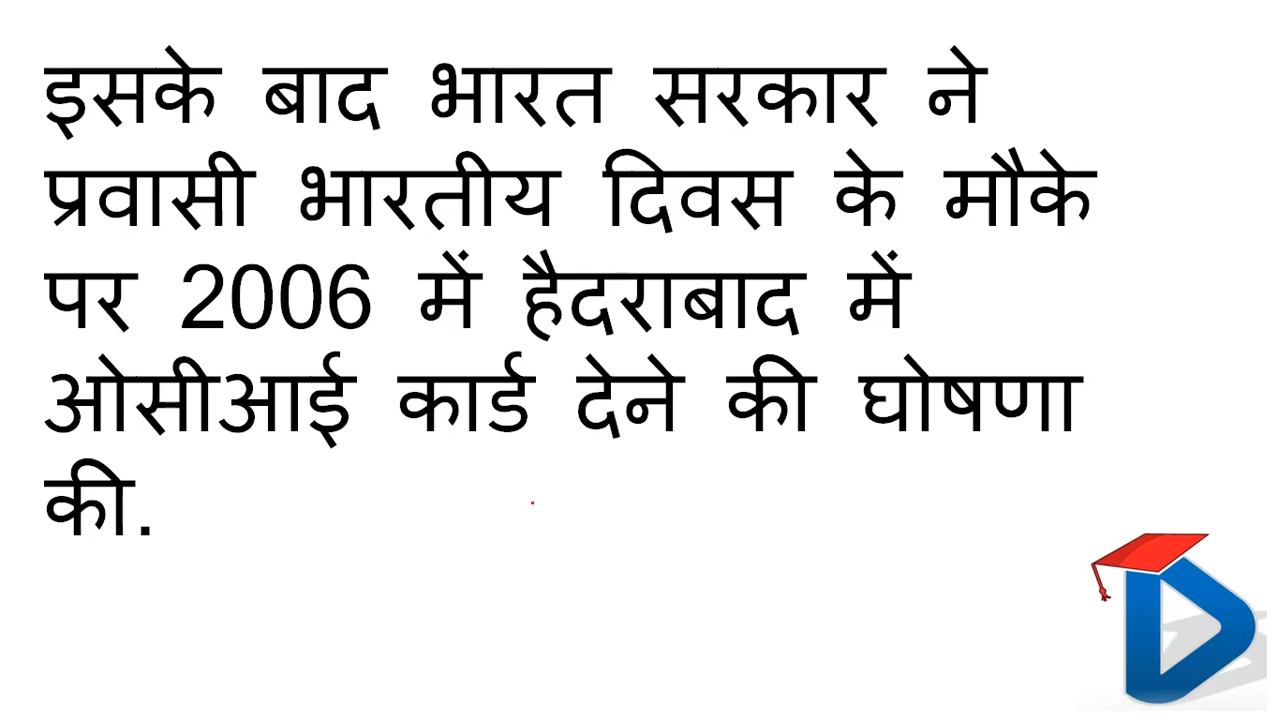 इसके बाद भारत सरकार ने
प्रवासी भारतीय दिवस के मौके
पर 2006 में हैदराबाद में
ओसीआई कार्ड देने की घोषणा
की.